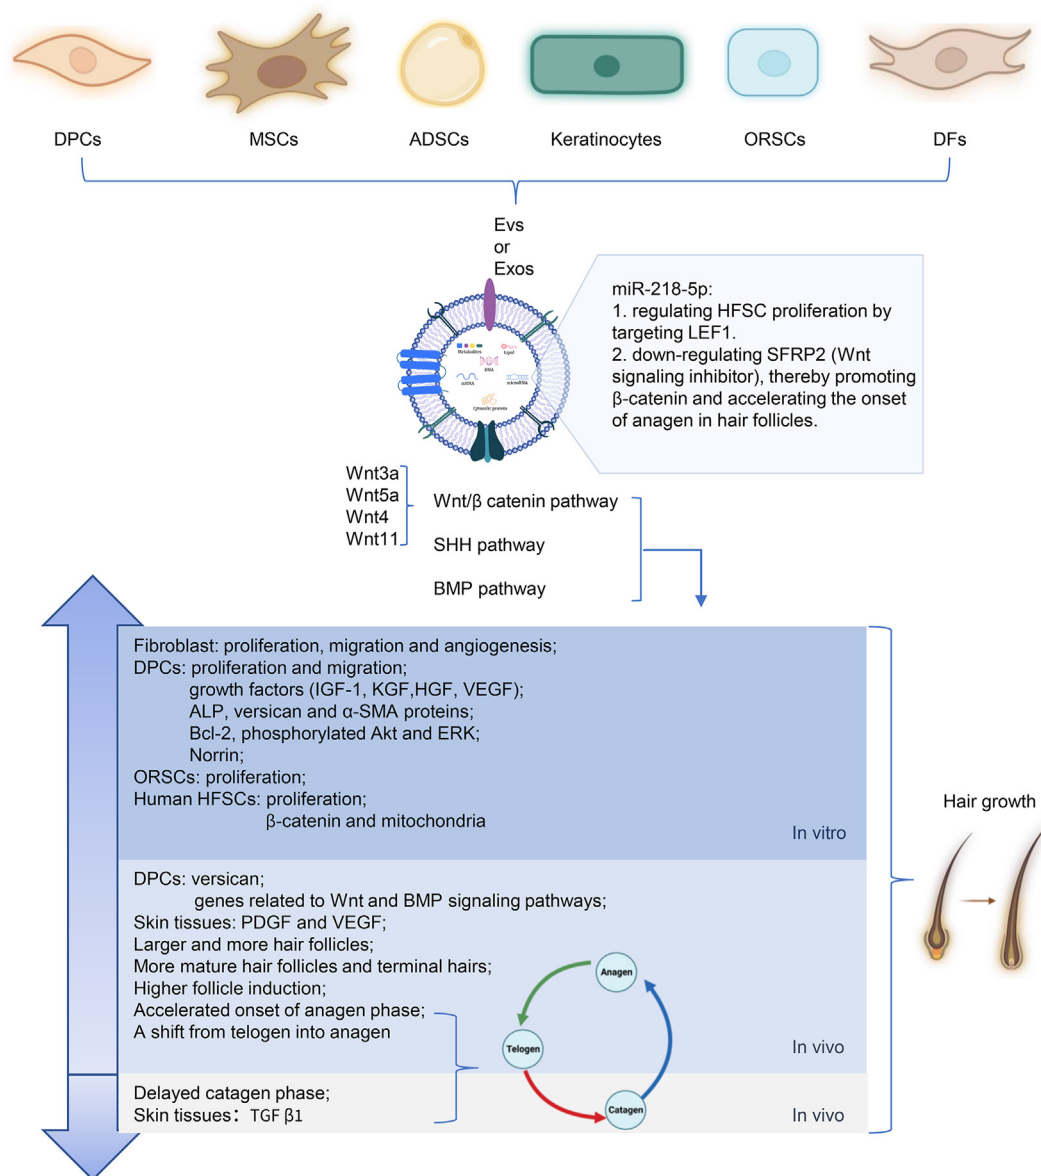 DPCs
MSCs
ADSCs
Keratinocytes
ORSCs
DFs
Evs
or
Exos
miR-218-5p:
1. regulating HFSC proliferation by
targeting LEF1.
2. down-regulating SFRP2 (Wnt
signaling inhibitor), thereby promoting
β-catenin and accelerating the onset
of anagen in hair follicles.
Metabolites
Lipid
DNA
mRNA
microRNA
Cytosolic protein
Wnt3a
Wnt5a
Wnt4
Wnt11
Wnt/β catenin pathway
SHH pathway
BMP pathway
Fibroblast: proliferation, migration and angiogenesis;
DPCs: proliferation and migration;
growth factors (IGF-1, KGF,HGF, VEGF);
ALP, versican and α-SMA proteins;
Bcl-2, phosphorylated Akt and ERK;
Norrin;
ORSCs: proliferation;
Human HFSCs: proliferation;
β-catenin and mitochondria
In vitro
Hair growth
DPCs: versican;
genes related to Wnt and BMP signaling pathways;
Skin tissues: PDGF and VEGF;
Larger and more hair follicles;
More mature hair follicles and terminal hairs;
Higher follicle induction;
Accelerated onset of anagen phase;
A shift from telogen into anagen
Anagen
Telogen
Catagen
In vivo
Delayed catagen phase;
Skin tissues: TGF β1
In vivo